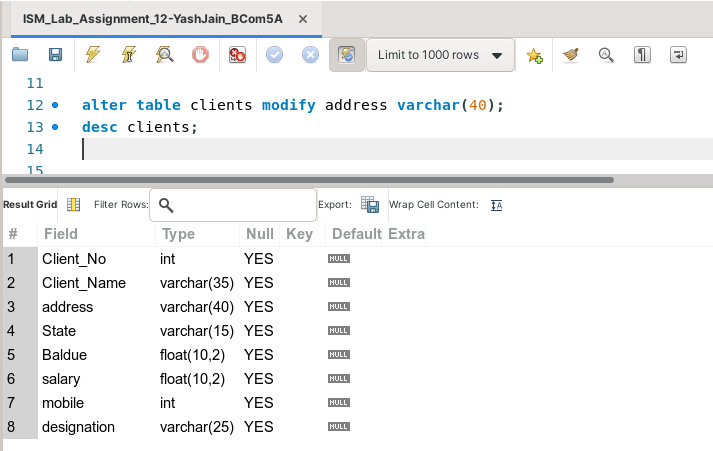 ISM_Lab_Assignment_12-YashJain_BCom5A ×
Limit to 1000 rows
11
12 alter table clients modify address varchar(40);
13 desc clients;
14
15
Result Grid Filter Rows: Export: Wrap Cell Content: IA
# Field Type Null Key Default Extra
1 Client_No int YES NULL
2 Client_Name varchar(35) YES NULL
3 address varchar(40) YES NULL
4 State varchar(15) YES NULL
5 Baldue float(10,2) YES NULL
6 salary float(10,2) YES NULL
7 mobile int YES NULL
8 designation varchar(25) YES NULL